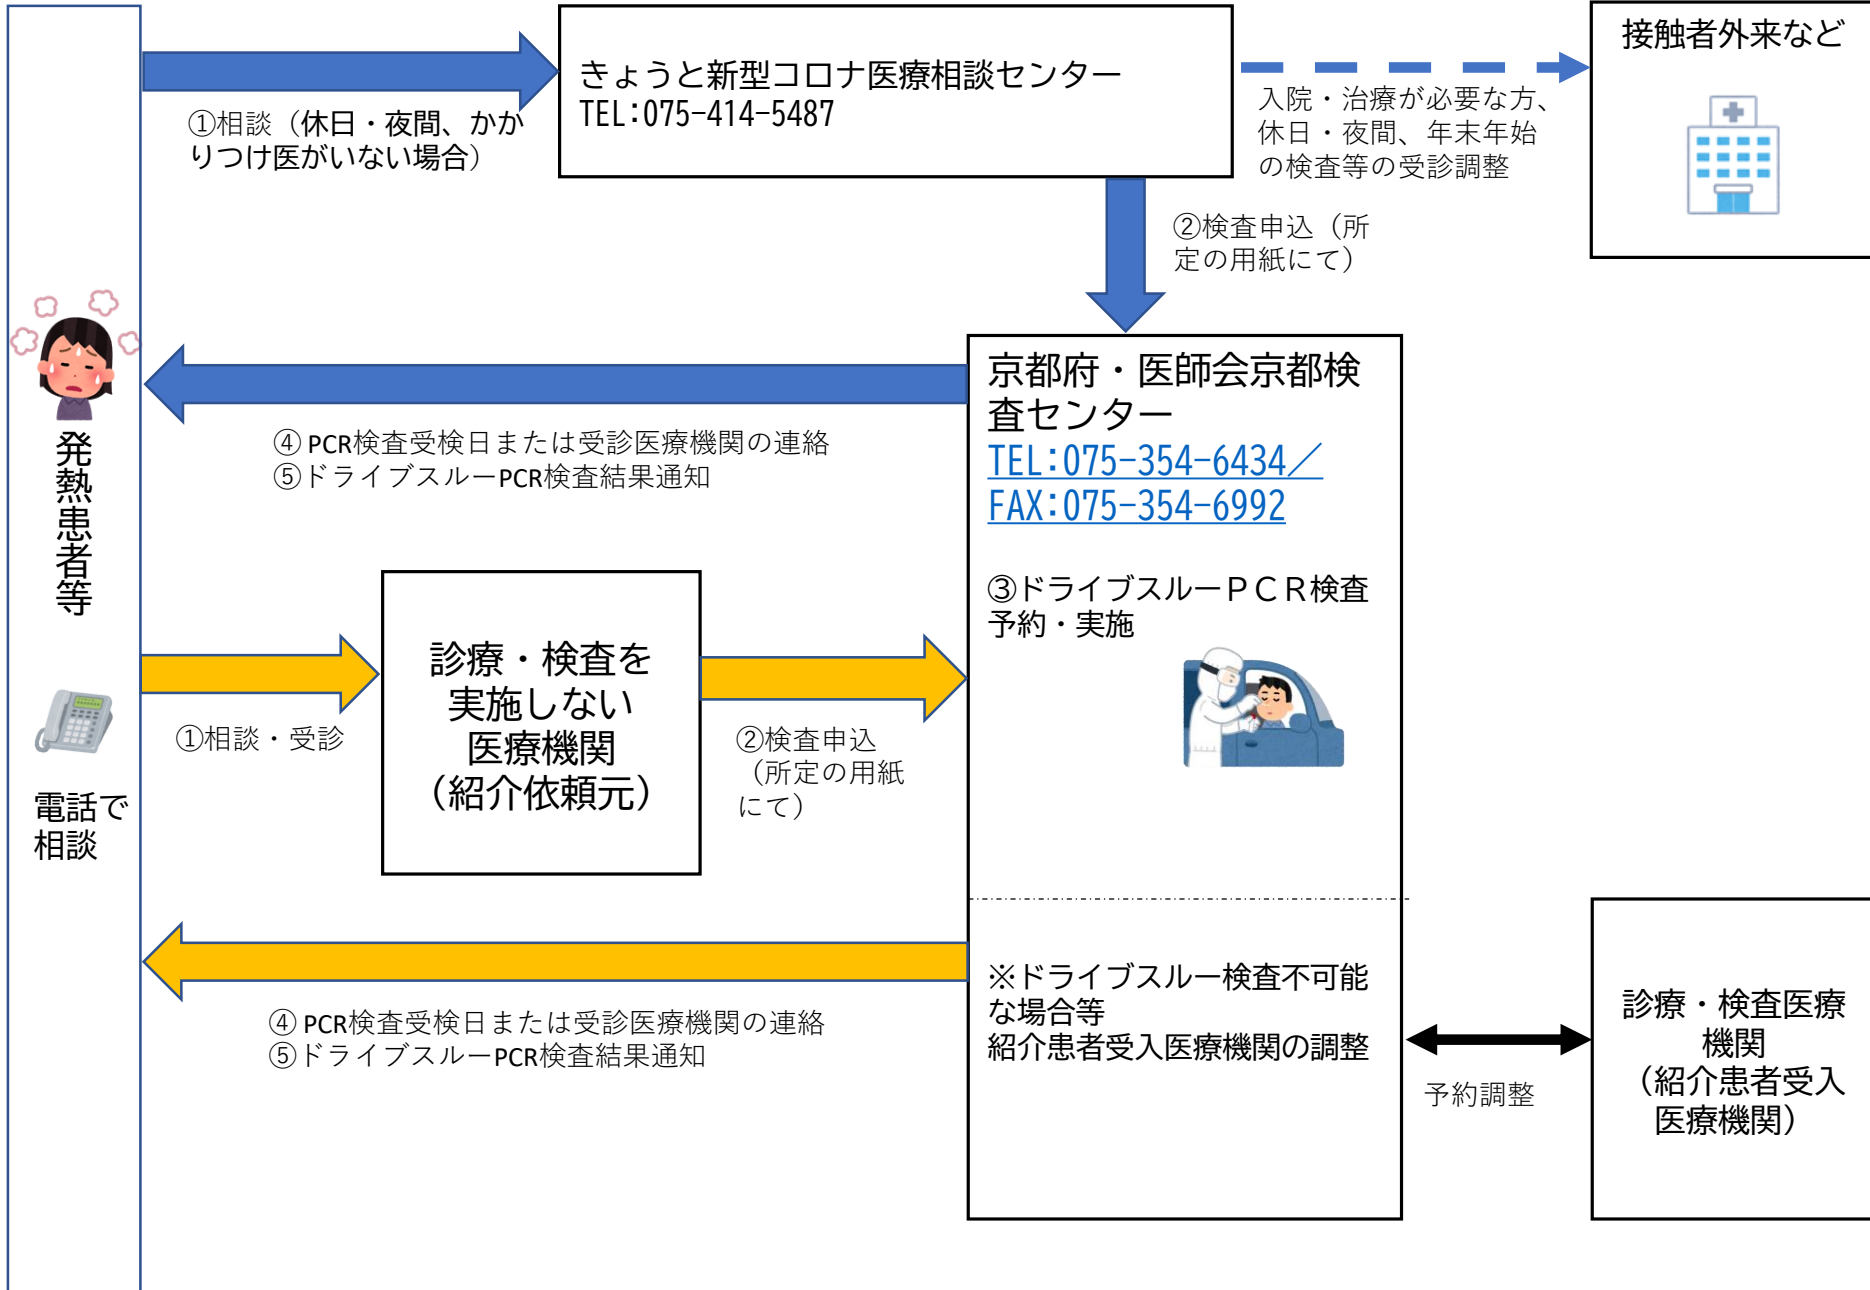 ①相談（休日・夜間、かか
りつけ医がいない場合）
きょうと新型コロナ医療相談センター
TEL:075-414-5487
入院・治療が必要な方、
休日・夜間、年末年始
の検査等の受診調整
接触者外来など
②検査申込（所
定の用紙にて）
発熱患者等
電話で
相談
④ PCR検査受検日または受診医療機関の連絡
⑤ドライブスルーPCR検査結果通知
京都府・医師会京都検
査センター
TEL:075-354-6434／
FAX:075-354-6992
③ドライブスルーＰＣＲ検査
予約・実施
①相談・受診
診療・検査を
実施しない
医療機関
（紹介依頼元）
②検査申込
（所定の用紙
にて）
④ PCR検査受検日または受診医療機関の連絡
⑤ドライブスルーPCR検査結果通知
※ドライブスルー検査不可能
な場合等
紹介患者受入医療機関の調整
予約調整
診療・検査医療
機関
（紹介患者受入
医療機関）